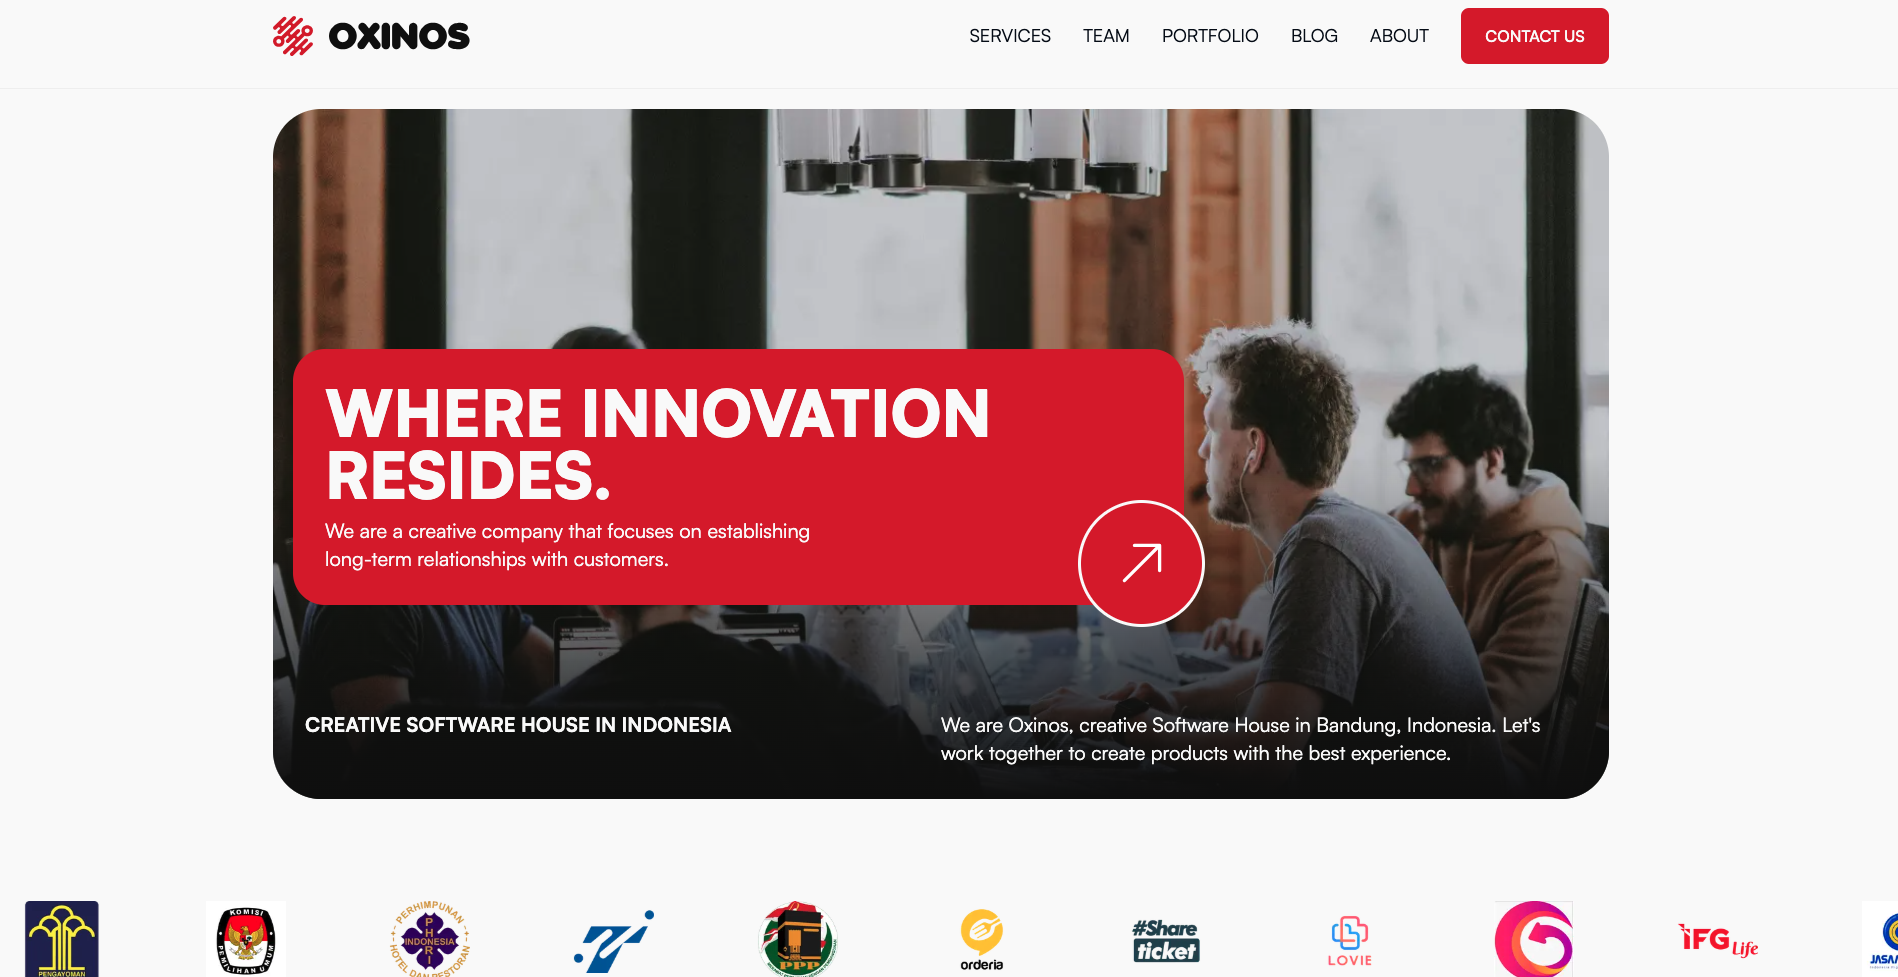 OXINOS
SERVICES
TEAM
PORTFOLIO
BLOG
ABOUT
CONTACT US
WHERE INNOVATION
RESIDES.
We are a creative company that focuses on establishing
long-term relationships with customers.
CREATIVE SOFTWARE HOUSE IN INDONESIA
We are Oxinos, creative Software House in Bandung, Indonesia. Let's
work together to create products with the best experience.
PENGAYOMAN
KOMISI
PEMILIHAN UMUM
PERHIMPUNAN
PHRI
INDONESIA
HOTEL DAN RESTORAN
PPP
orderia
#Share
ticket
LOVIE
IFG
Life